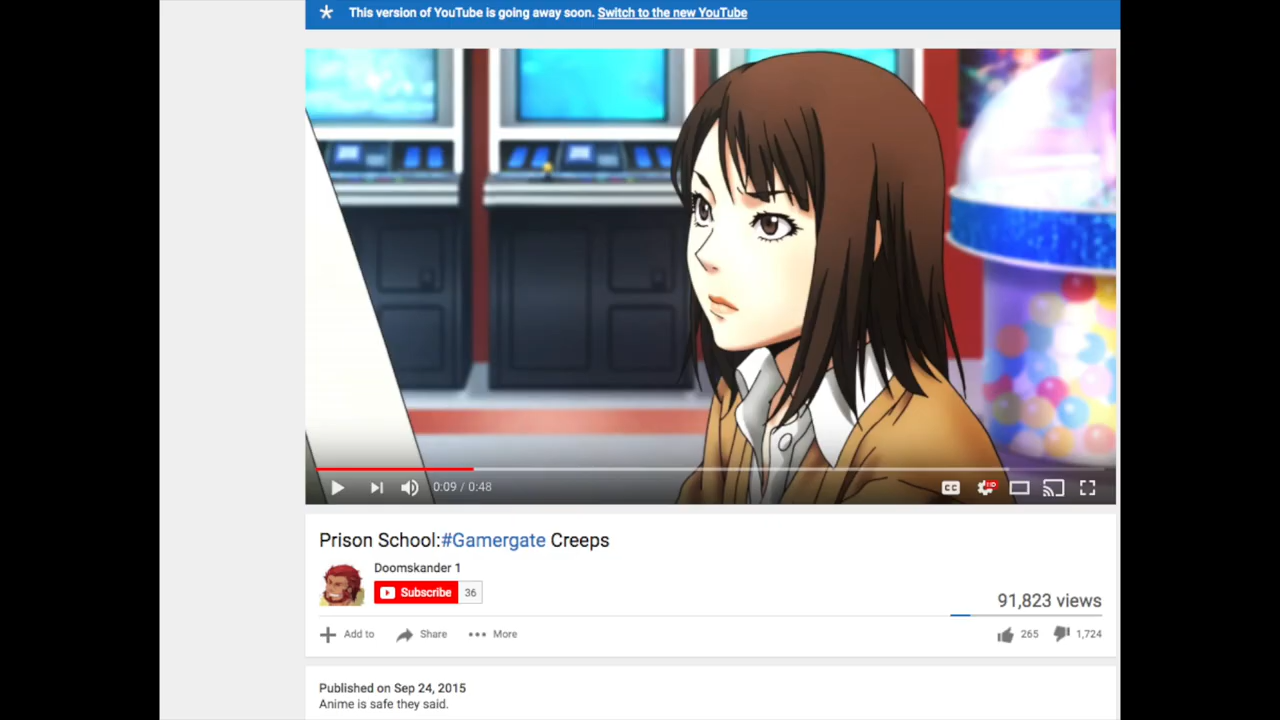 This version of YouTube is going away soon. Switch to the new YouTube
0:09 / 0:48
CC
HD
Prison School:#Gamergate Creeps
Doomskander 1
Subscribe 36
91,823 views
Add to Share More 265 1,724
Published on Sep 24, 2015
Anime is safe they said.